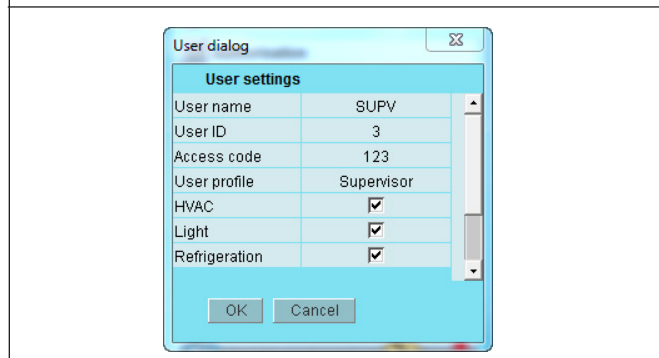 User dialog
User settings
User name SUPV
User ID 3
Access code 123
User profile Supervisor
HVAC
Light
Refrigeration
OK Cancel